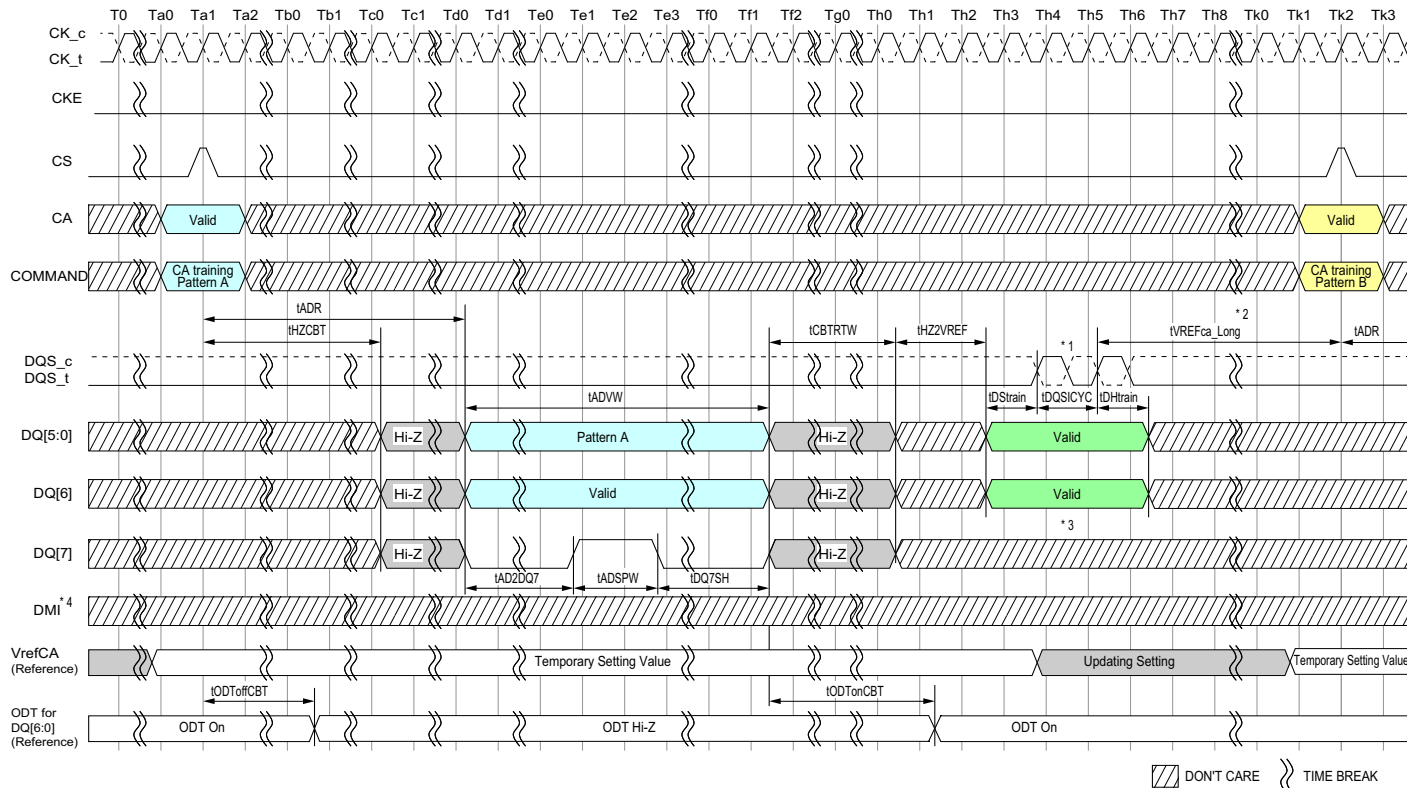 T0 Ta0 Ta1 Ta2 Tb0 Tb1 Tc0 Tc1 Td0 Td1 Te0 Te1 Te2 Te3 Tf0 Tf1 Tf2 Tg0 Th0 Th1 Th2 Th3 Th4 Th5 Th6 Th7 Th8 Tk0 Tk1 Tk2 Tk3
CK_c
CK_t
CKE
CS
CA Valid Valid
COMMAND CA training Pattern A CA training Pattern B
tADR * 2
tHZCBT tCBTRTW tHZ2VREF * 1 tVREFca_Long tADR
DQS_c
DQS_t
tADVW tDStrain tDQSICYC tDHtrain
DQ[5:0] Hi-Z Pattern A Hi-Z Valid
DQ[6] Hi-Z Valid Hi-Z Valid
* 3
DQ[7] Hi-Z Hi-Z
tAD2DQ7 tADSPW tDQ7SH
DMI* 4
VrefCA (Reference) Temporary Setting Value Updating Setting Temporary Setting Value
tODToffCBT tODTonCBT
ODT for DQ[6:0] (Reference) ODT On ODT Hi-Z ODT On
DON'T CARE TIME BREAK